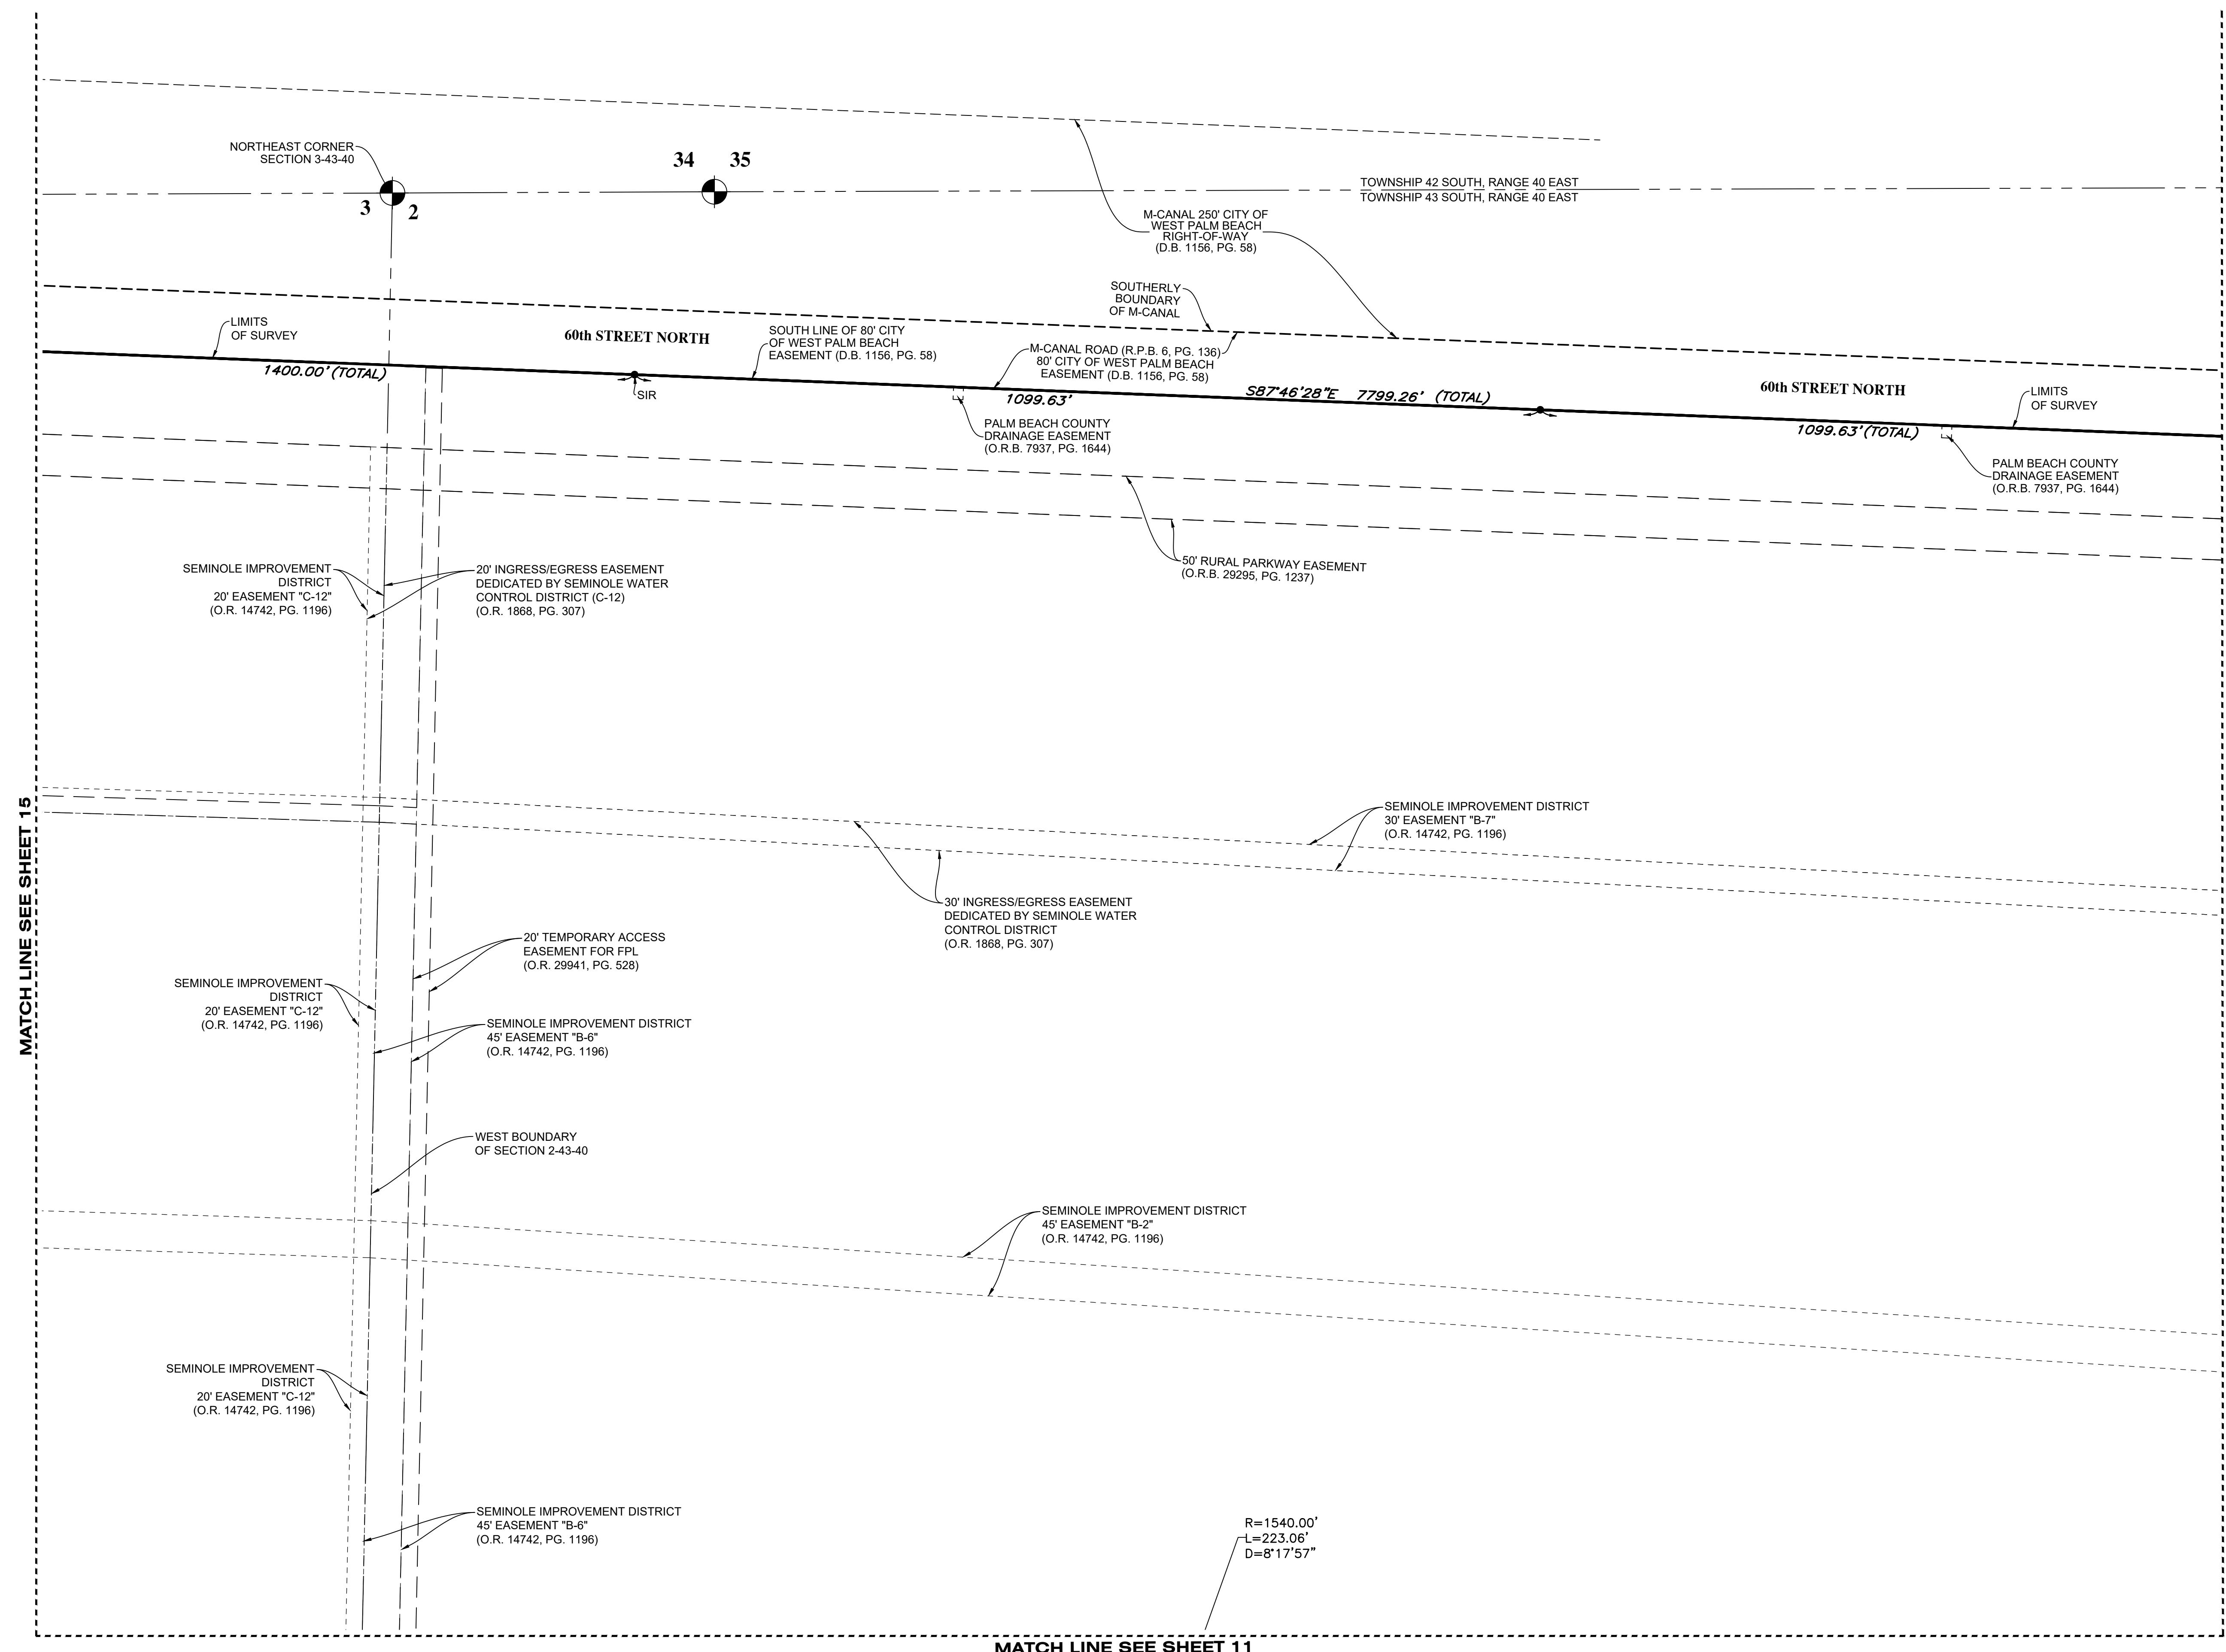 NORTHEAST CORNER
SECTION 3-43-40
34
35
3
2
TOWNSHIP 42 SOUTH, RANGE 40 EAST
TOWNSHIP 43 SOUTH, RANGE 40 EAST
M-CANAL 250' CITY OF
WEST PALM BEACH
RIGHT-OF-WAY
(D.B. 1156, PG. 58)
SOUTHERLY
BOUNDARY
OF M-CANAL
LIMITS
OF SURVEY
60th STREET NORTH
SOUTH LINE OF 80' CITY
OF WEST PALM BEACH
EASEMENT (D.B. 1156, PG. 58)
M-CANAL ROAD (R.P.B. 6, PG. 136)
80' CITY OF WEST PALM BEACH
EASEMENT (D.B. 1156, PG. 58)
1400.00' (TOTAL)
SIR
1099.63'
S87°46'28"E 7799.26' (TOTAL)
60th STREET NORTH
LIMITS
OF SURVEY
1099.63' (TOTAL)
PALM BEACH COUNTY
DRAINAGE EASEMENT
(O.R.B. 7937, PG. 1644)
PALM BEACH COUNTY
DRAINAGE EASEMENT
(O.R.B. 7937, PG. 1644)
50' RURAL PARKWAY EASEMENT
(O.R.B. 29295, PG. 1237)
SEMINOLE IMPROVEMENT
DISTRICT
20' EASEMENT "C-12"
(O.R. 14742, PG. 1196)
20' INGRESS/EGRESS EASEMENT
DEDICATED BY SEMINOLE WATER
CONTROL DISTRICT (C-12)
(O.R. 1868, PG. 307)
SEMINOLE IMPROVEMENT DISTRICT
30' EASEMENT "B-7"
(O.R. 14742, PG. 1196)
30' INGRESS/EGRESS EASEMENT
DEDICATED BY SEMINOLE WATER
CONTROL DISTRICT
(O.R. 1868, PG. 307)
MATCH LINE SEE SHEET 15
20' TEMPORARY ACCESS
EASEMENT FOR FPL
(O.R. 29941, PG. 528)
SEMINOLE IMPROVEMENT
DISTRICT
20' EASEMENT "C-12"
(O.R. 14742, PG. 1196)
SEMINOLE IMPROVEMENT DISTRICT
45' EASEMENT "B-6"
(O.R. 14742, PG. 1196)
WEST BOUNDARY
OF SECTION 2-43-40
SEMINOLE IMPROVEMENT DISTRICT
45' EASEMENT "B-2"
(O.R. 14742, PG. 1196)
SEMINOLE IMPROVEMENT
DISTRICT
20' EASEMENT "C-12"
(O.R. 14742, PG. 1196)
SEMINOLE IMPROVEMENT DISTRICT
45' EASEMENT "B-6"
(O.R. 14742, PG. 1196)
R=1540.00'
L=223.06'
D=8°17'57"
MATCH LINE SEE SHEET 11